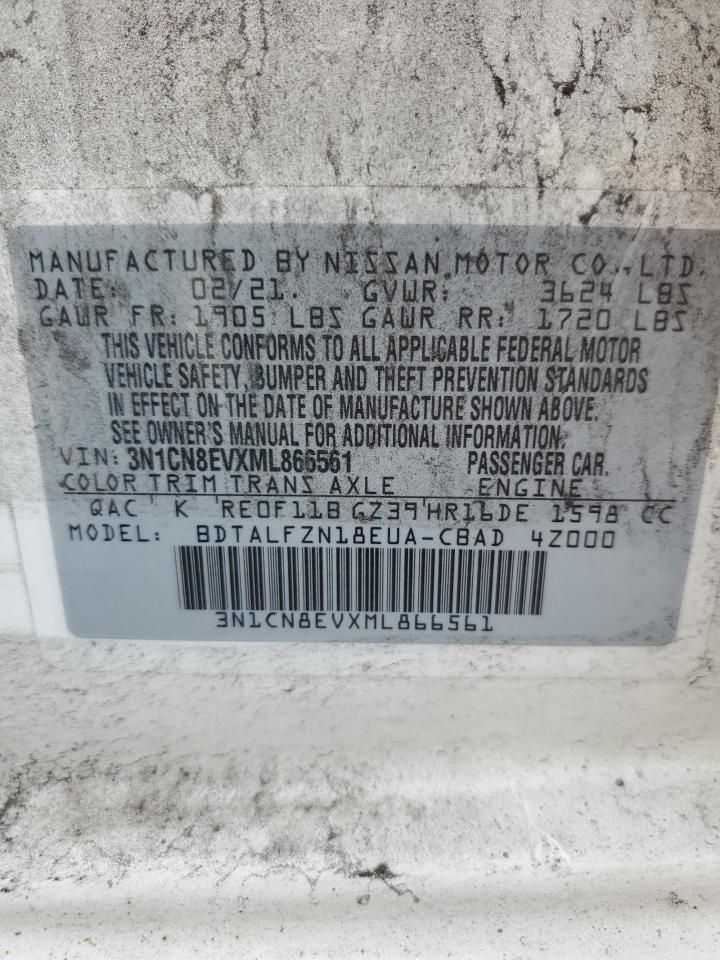 MANUFACTURED BY NISSAN MOTOR CO., LTD.
DATE: 02/21. GVWR: 3624 LBS
GAWR FR: 1905 LBS GAWR RR: 1720 LBS
THIS VEHICLE CONFORMS TO ALL APPLICABLE FEDERAL MOTOR
VEHICLE SAFETY, BUMPER AND THEFT PREVENTION STANDARDS
IN EFFECT ON THE DATE OF MANUFACTURE SHOWN ABOVE.
SEE OWNER'S MANUAL FOR ADDITIONAL INFORMATION.
VIN: 3N1CN8EVXML866561 PASSENGER CAR.
COLOR TRIM TRANS AXLE ENGINE
QAC K RE0F11B GZ39 HR16DE 1598 CC
MODEL: BDTALFZN18EUA-CBAD 4Z000
3N1CN8EVXML866561